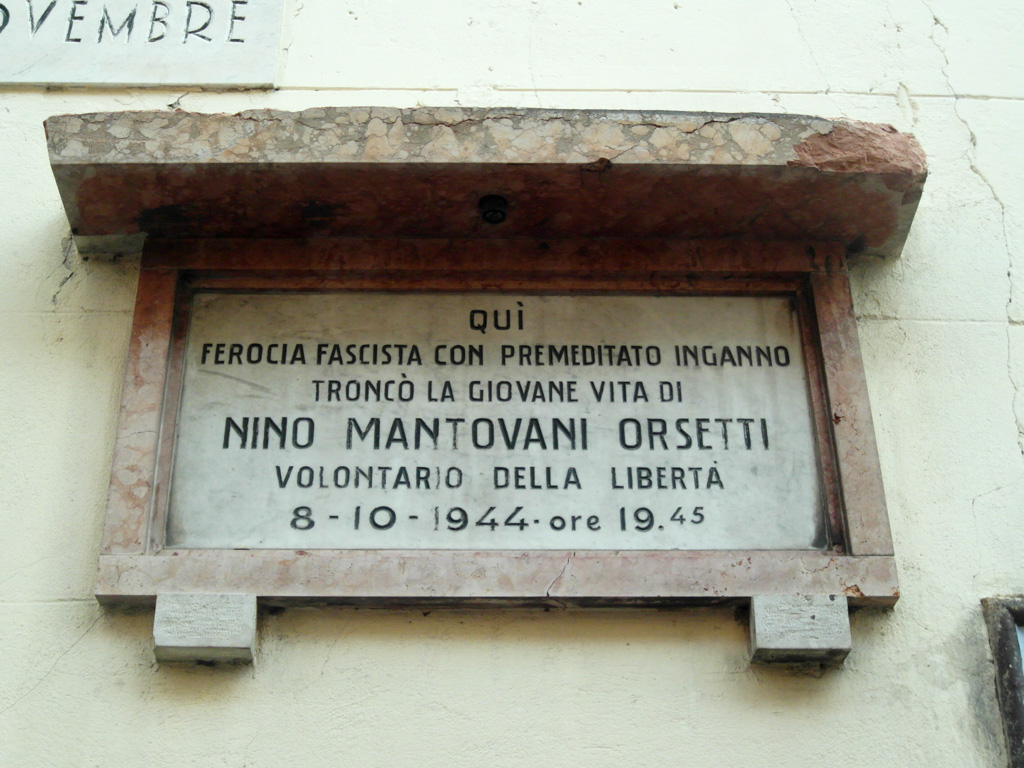 OVEMBRE
QUÌ
FEROCIA FASCISTA CON PREMEDITATO INGANNO
TRONCÒ LA GIOVANE VITA DI
NINO MANTOVANI ORSETTI
VOLONTARIO DELLA LIBERTÀ
8-10-1944·ore 19.45